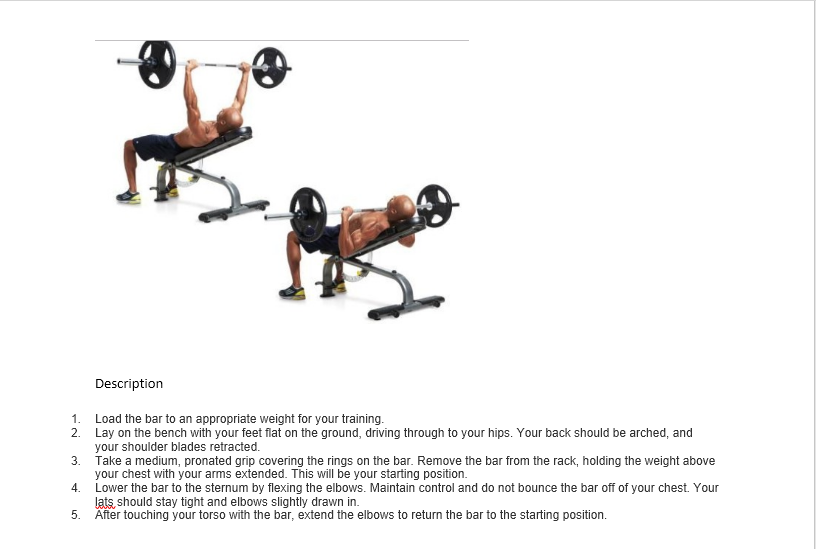 Description
1. Load the bar to an appropriate weight for your training.
2. Lay on the bench with your feet flat on the ground, driving through to your hips. Your back should be arched, and
your shoulder blades retracted.
3. Take a medium, pronated grip covering the rings on the bar. Remove the bar from the rack, holding the weight above
your chest with your arms extended. This will be your starting position.
4. Lower the bar to the sternum by flexing the elbows. Maintain control and do not bounce the bar off of your chest. Your
lats should stay tight and elbows slightly drawn in.
5. After touching your torso with the bar, extend the elbows to return the bar to the starting position.